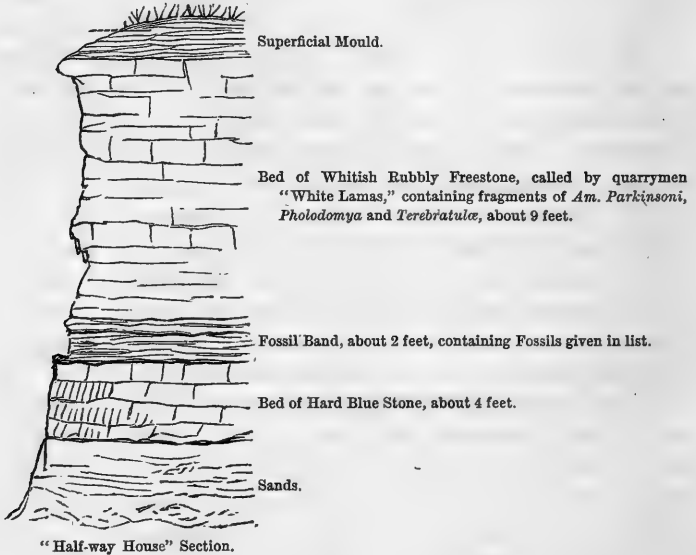 Superficial Mould.
Bed of Whitish Rubbly Freestone, called by quarrymen
"White Lamas," containing fragments of Am. Parkinsoni,
Pholodomya and Terebratulæ, about 9 feet.
Fossil Band, about 2 feet, containing Fossils given in list.
Bed of Hard Blue Stone, about 4 feet.
Sands.
"Half-way House" Section.